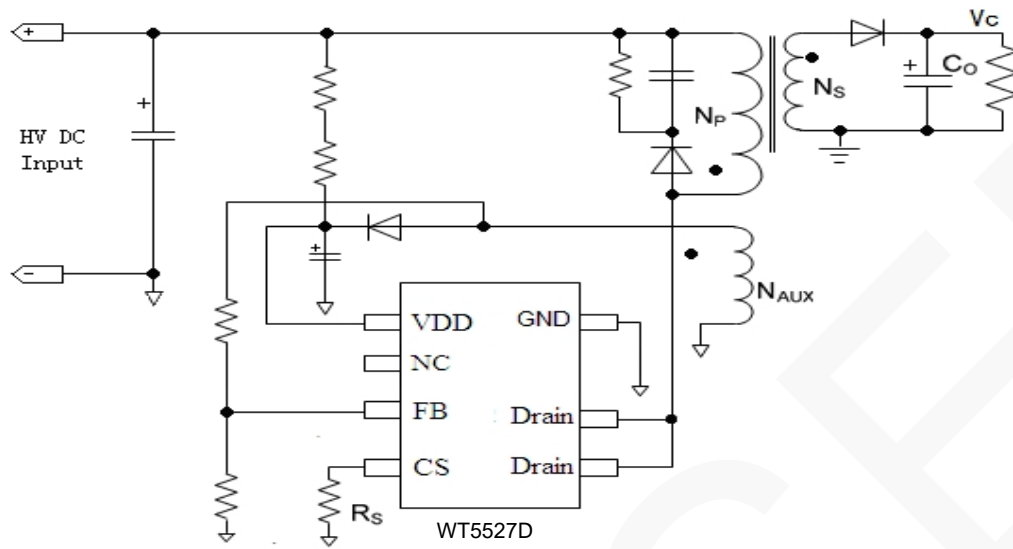 +
Vc
+
+
Co
NS
NP
HV DC
Input
+
-
NAUX
VDD
GND
NC
FB
Drain
CS
Drain
RS
WT5527D